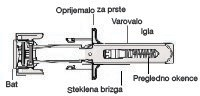 Oprijemalo za prste
Varovalo
Igla
Bat
Pregledno okence
Steklena brizga